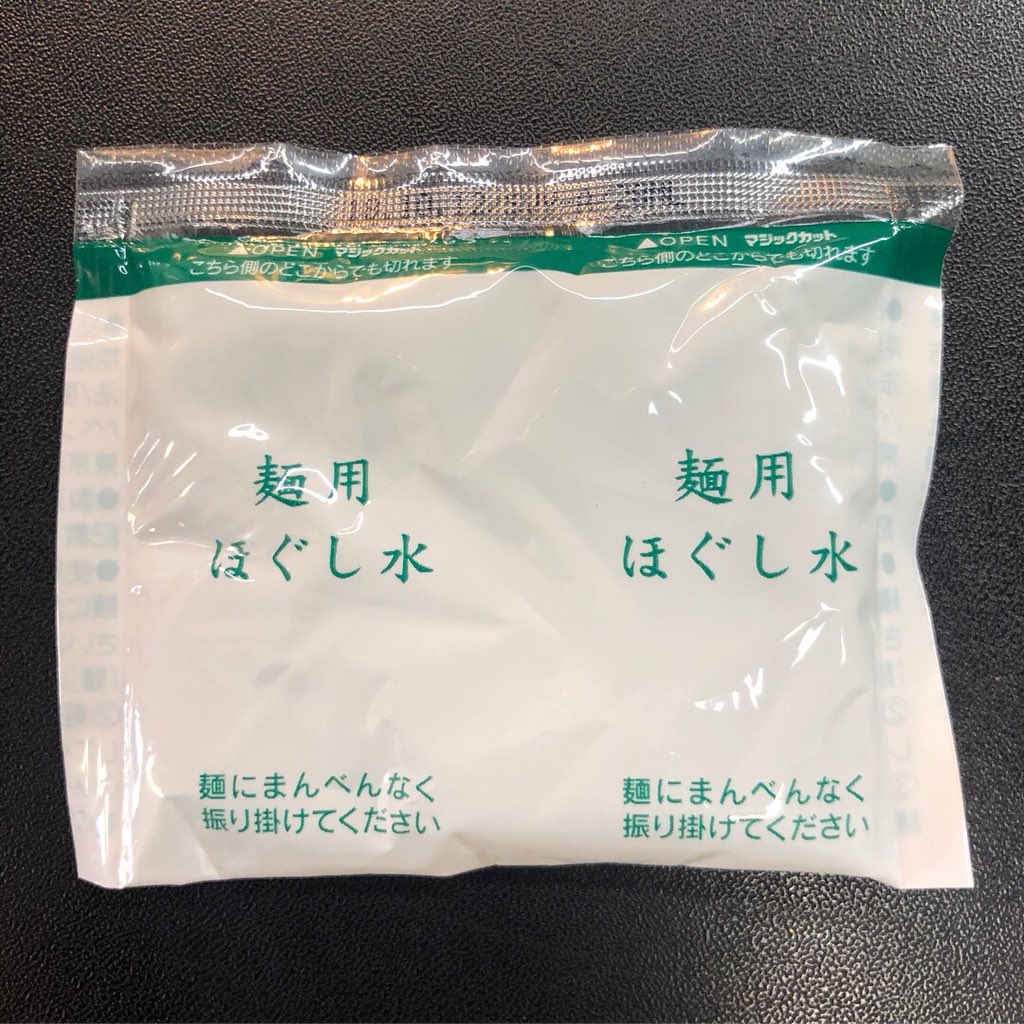 ▲OPEN マジックカット
こちら側のどこからでも切れます
▲OPEN マジックカット
こちら側のどこからでも切れます
麺用
ほぐし水
麺用
ほぐし水
麺にまんべんなく
振り掛けてください
麺にまんべんなく
振り掛けてください